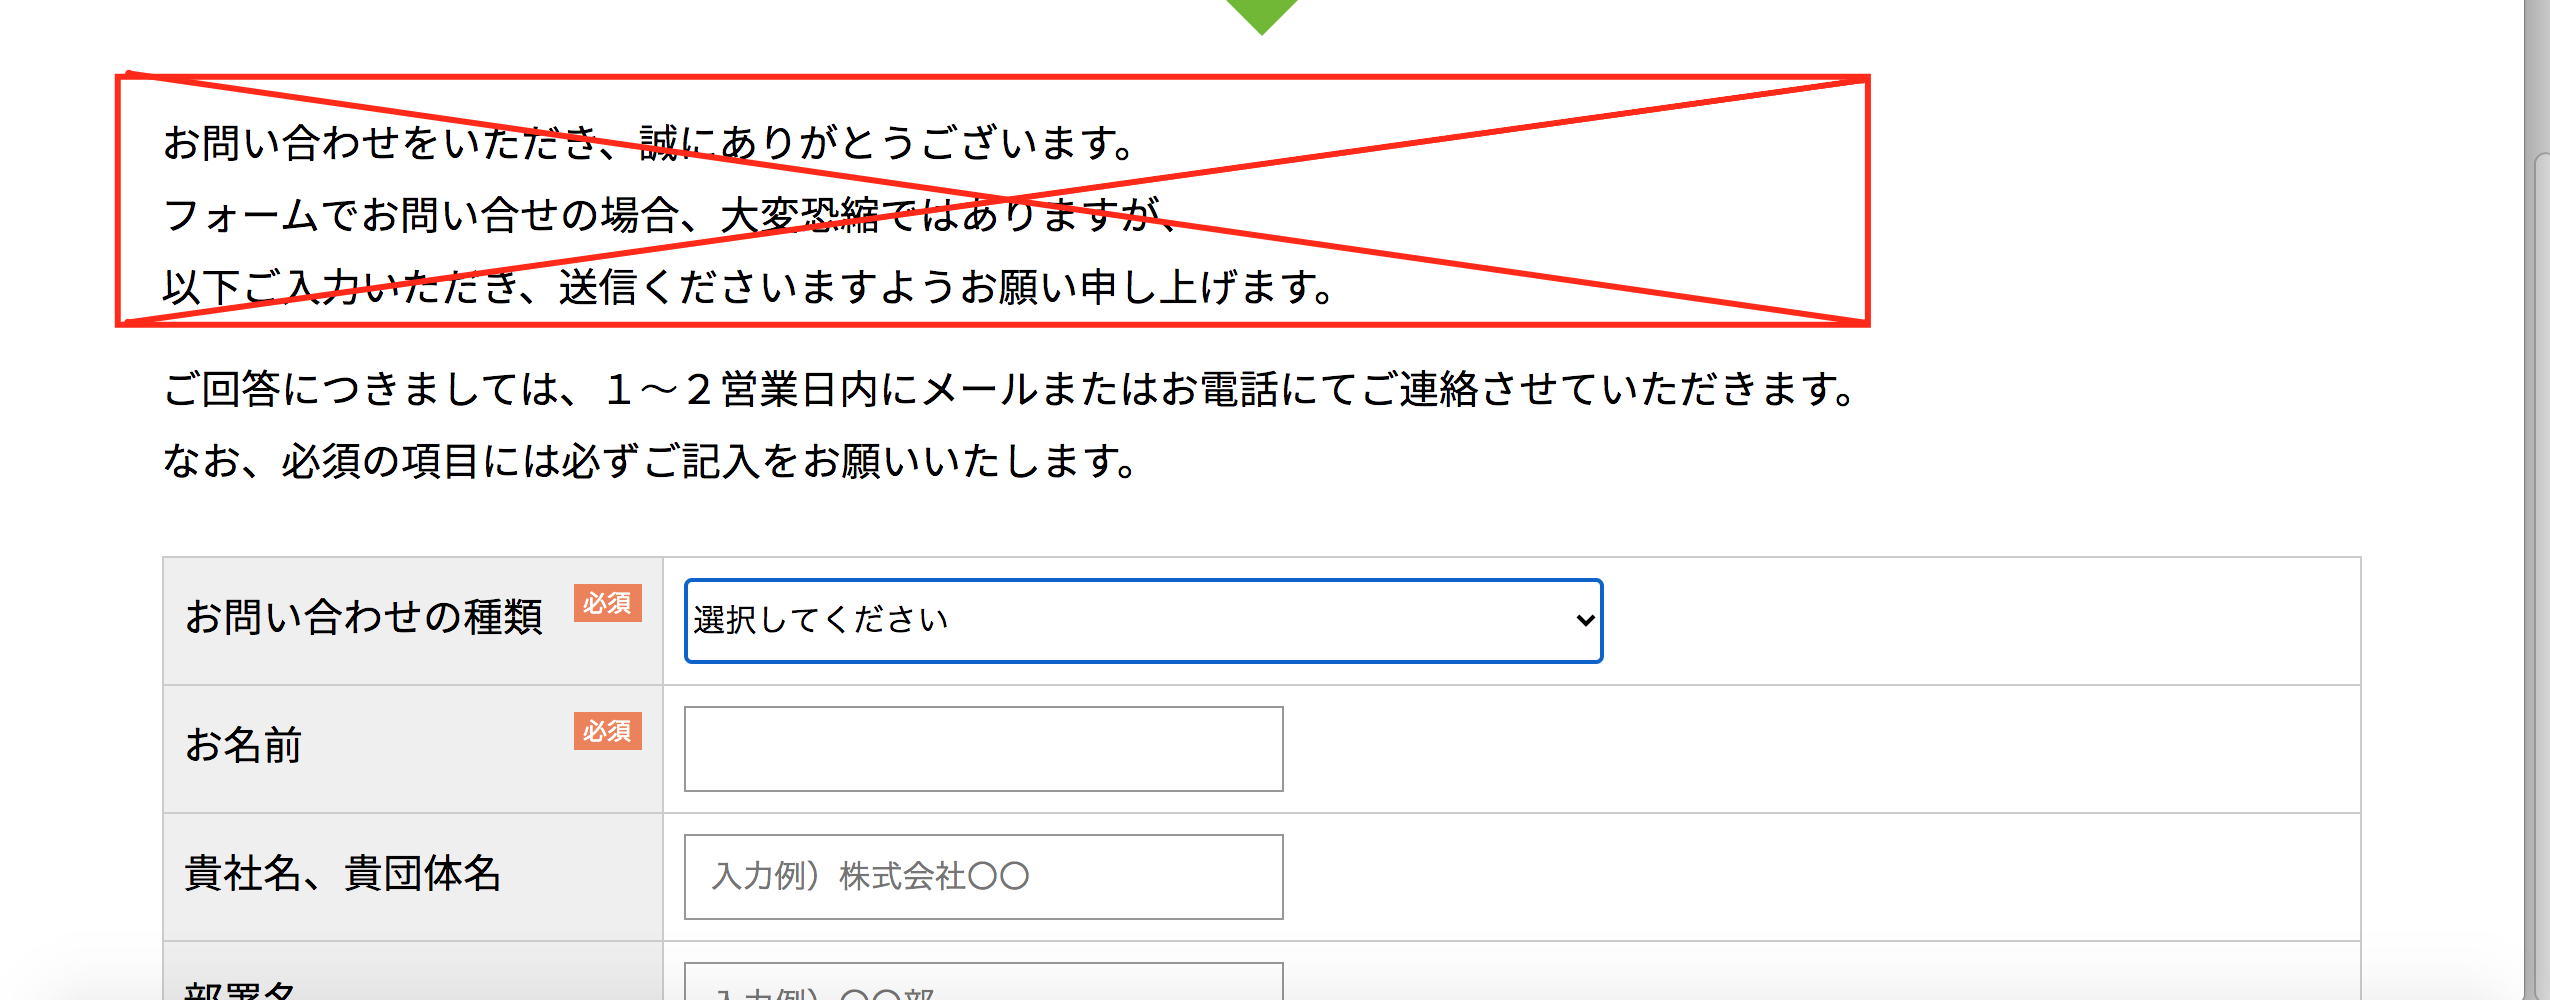 お問い合わせをいただき、誠にありがとうございます。
フォームでお問い合せの場合、大変恐縮ではありますが、
以下ご入力いただき、送信くださいますようお願い申し上げます。
ご回答につきましては、１～２営業日内にメールまたはお電話にてご連絡させていただきます。
なお、必須の項目には必ずご記入をお願いいたします。
お問い合わせの種類 必須 選択してください
お名前 必須
貴社名、貴団体名 入力例）株式会社〇〇
部署名 入力例）〇〇部